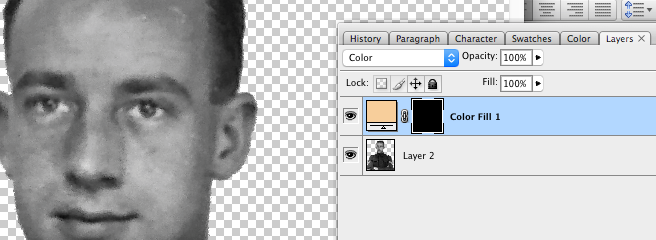 History Paragraph Character Swatches Color Layers
Color Opacity: 100%
Lock: Fill: 100%
Color Fill 1
Layer 2